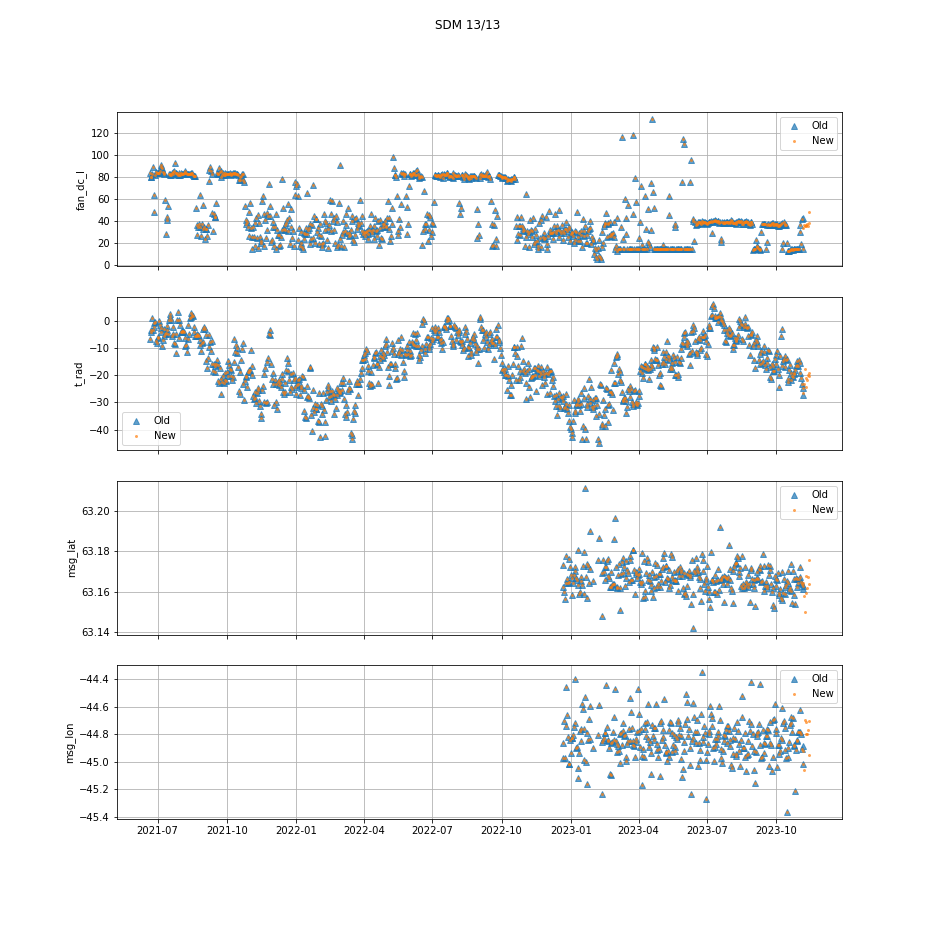 SDM 13/13
fan_dc_I
120
100
80
60
40
20
0
Old
New
t_rad
0
−10
−20
−30
−40
Old
New
msg_lat
63.20
63.18
63.16
63.14
Old
New
msg_lon
−44.4
−44.6
−44.8
−45.0
−45.2
−45.4
Old
New
2021-07 2021-10 2022-01 2022-04 2022-07 2022-10 2023-01 2023-04 2023-07 2023-10